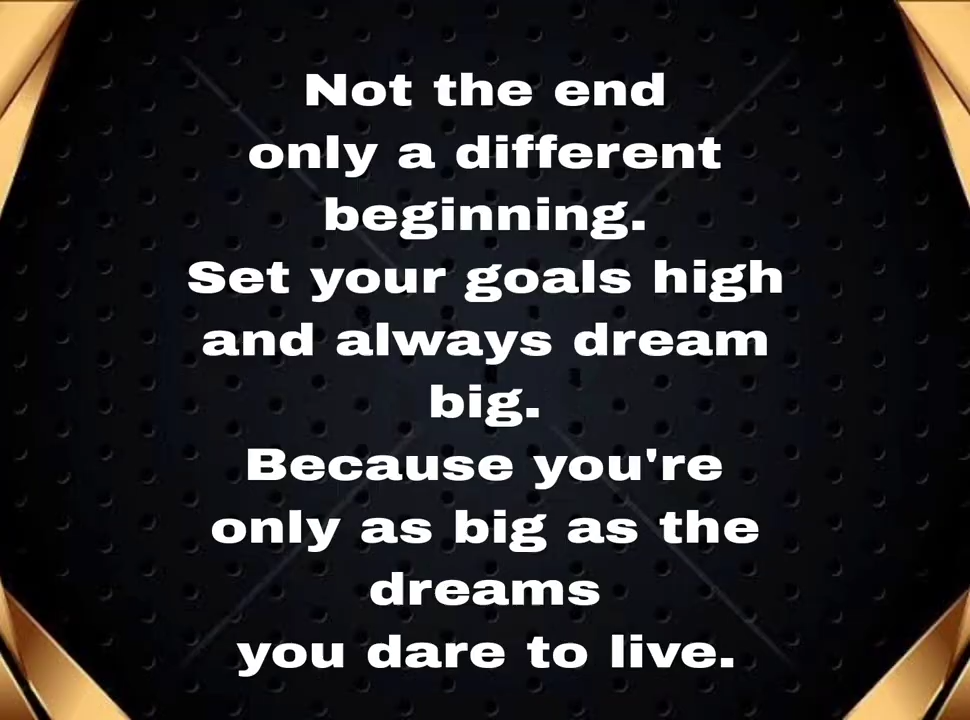 Not the end
only a different
beginning.
Set your goals high
and always dream
big.
Because you're
only as big as the
dreams
you dare to live.